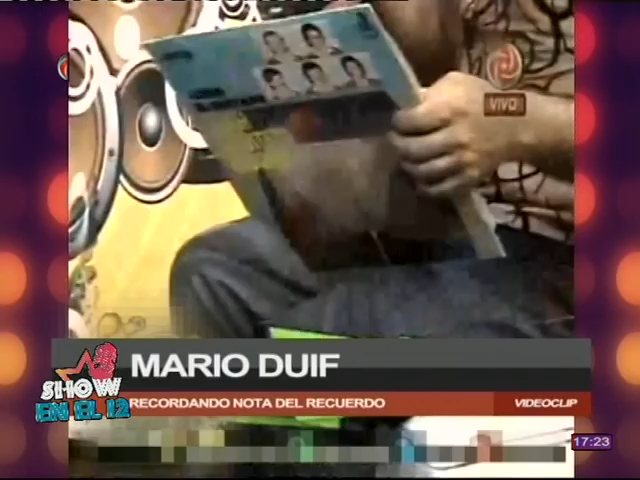 VIVO
MARIO DUIF
SHOW
EN EL 12
RECORDANDO NOTA DEL RECUERDO
VIDEOCLIP
17:23